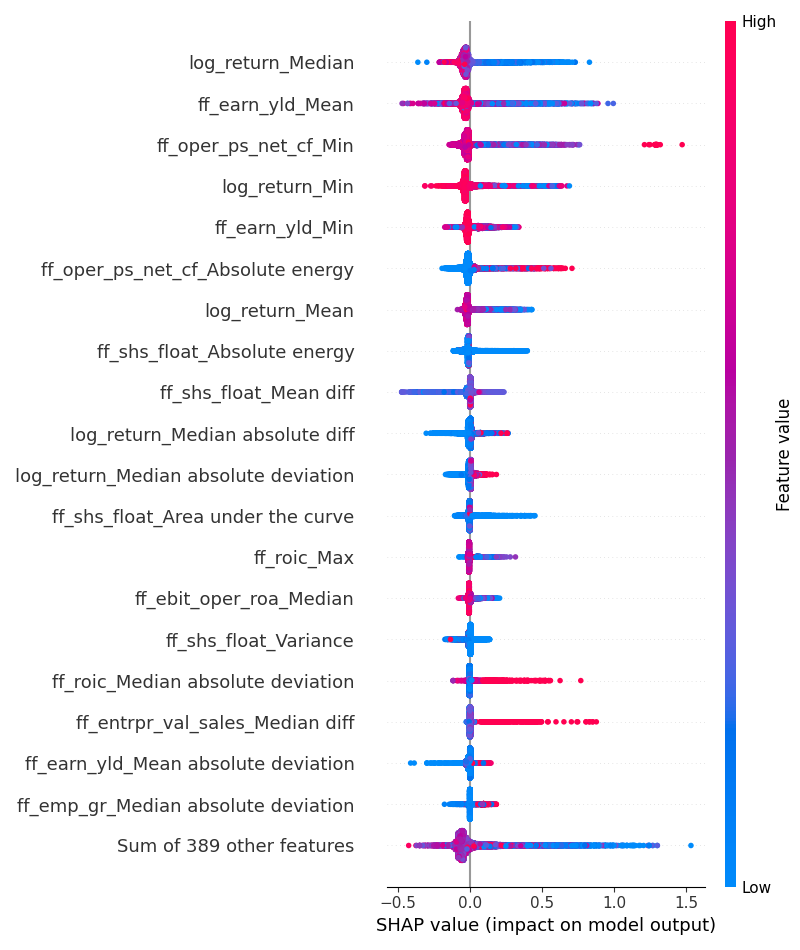 High
log_return_Median
ff_earn_yld_Mean
ff_oper_ps_net_cf_Min
log_return_Min
ff_earn_yld_Min
ff_oper_ps_net_cf_Absolute energy
log_return_Mean
ff_shs_float_Absolute energy
ff_shs_float_Mean diff
log_return_Median absolute diff
log_return_Median absolute deviation
ff_shs_float_Area under the curve
ff_roic_Max
ff_ebit_oper_roa_Median
ff_shs_float_Variance
ff_roic_Median absolute deviation
ff_entrpr_val_sales_Median diff
ff_earn_yld_Mean absolute deviation
ff_emp_gr_Median absolute deviation
Sum of 389 other features
Feature value
Low
−0.5 0.0 0.5 1.0 1.5
SHAP value (impact on model output)